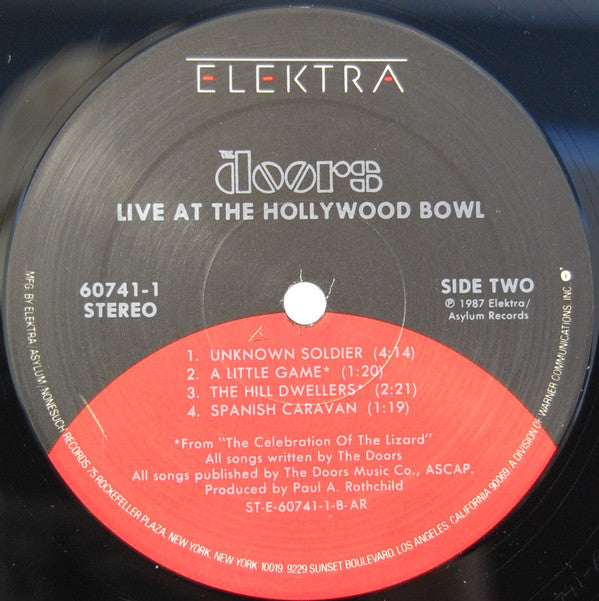 ELEKTRA
THE doors
LIVE AT THE HOLLYWOOD BOWL
60741-1
STEREO
SIDE TWO
℗ 1987 Elektra/
Asylum Records
1. UNKNOWN SOLDIER (4:14)
2. A LITTLE GAME* (1:20)
3. THE HILL DWELLERS* (2:21)
4. SPANISH CARAVAN (1:19)
*From "The Celebration Of The Lizard"
All songs written by The Doors
All songs published by The Doors Music Co., ASCAP.
Produced by Paul A. Rothchild
ST-E-60741-1-B-AR
MFG BY ELEKTRA/ASYLUM/NONESUCH RECORDS 75 ROCKEFELLER PLAZA, NEW YORK, NEW YORK 10019. 9229 SUNSET BOULEVARD, LOS ANGELES, CALIFORNIA 90069. A DIVISION OF WARNER COMMUNICATIONS, INC.